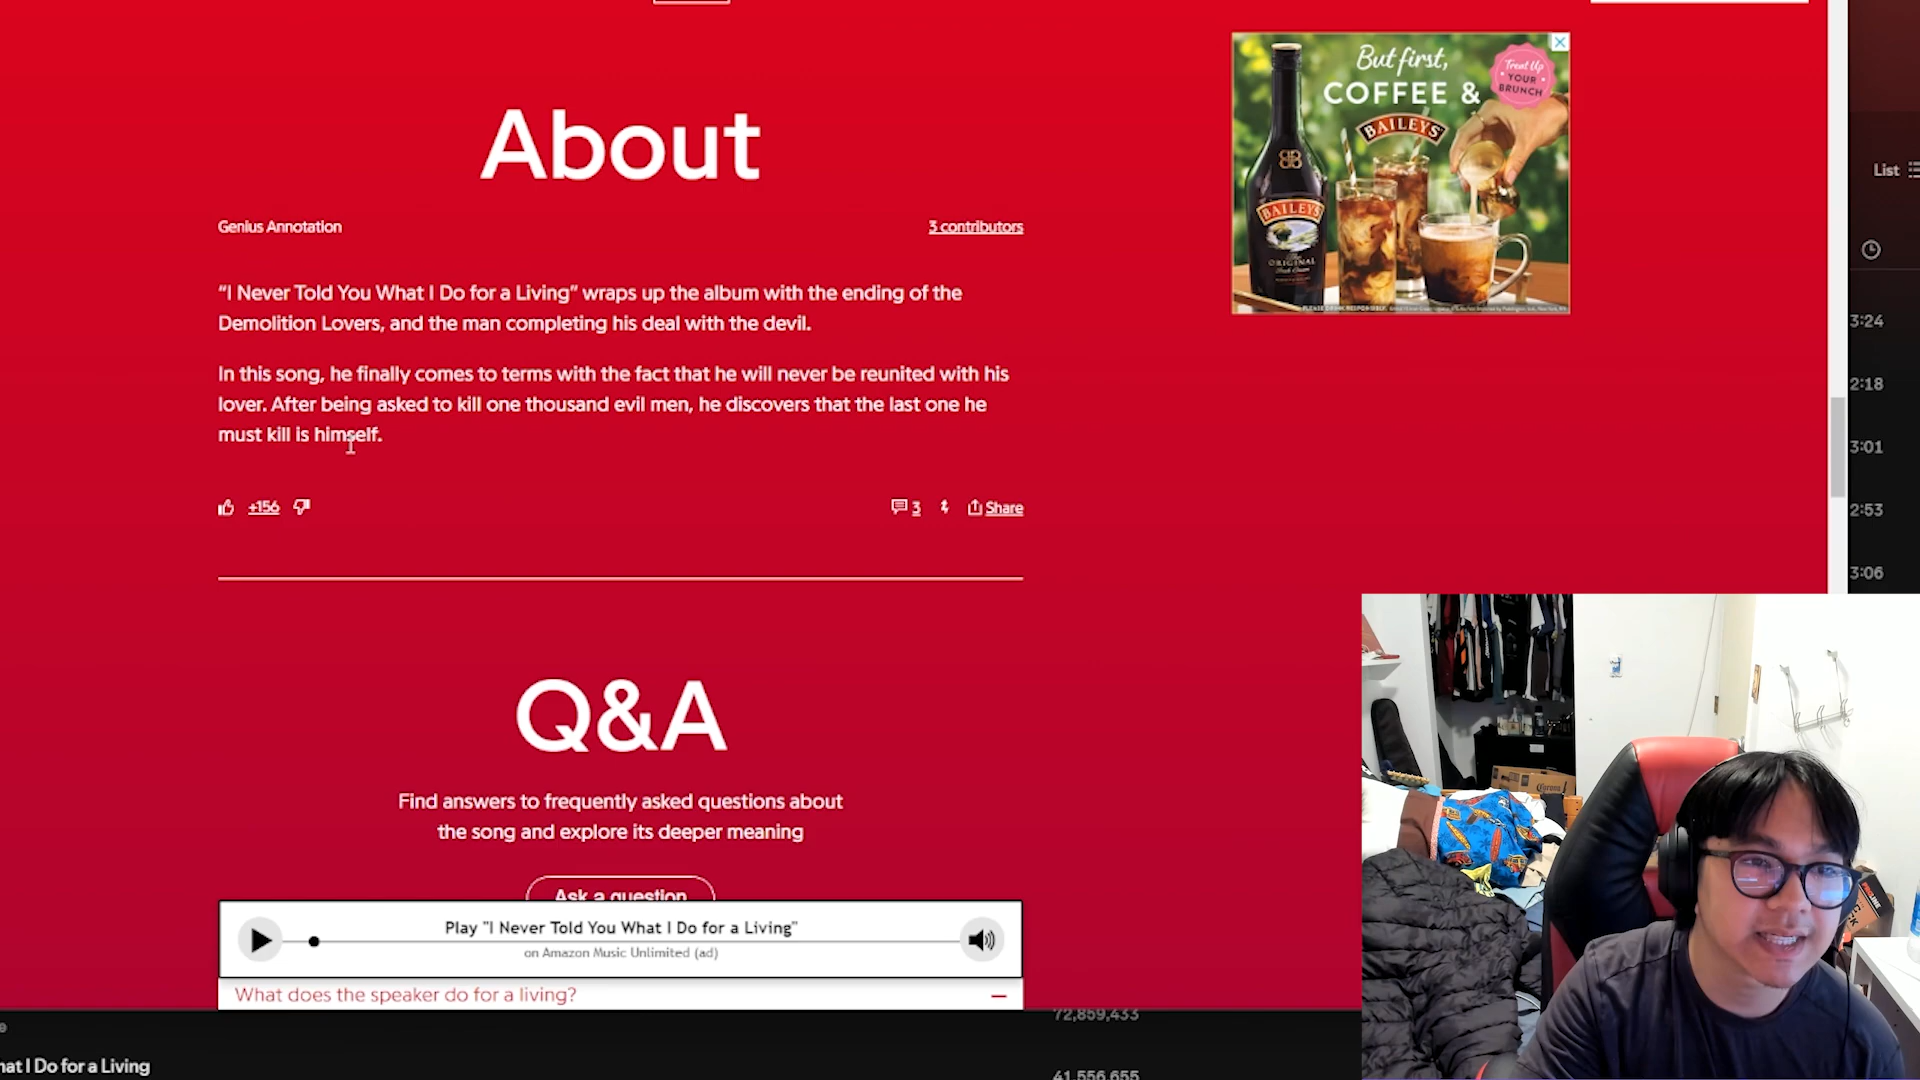 But first,
COFFEE &
Treat Up
YOUR
BRUNCH
BAILEYS
BAILEYS
ORIGINAL
About
List
Genius Annotation
3 contributors
“I Never Told You What I Do for a Living” wraps up the album with the ending of the
Demolition Lovers, and the man completing his deal with the devil.
3:24
In this song, he finally comes to terms with the fact that he will never be reunited with his
lover. After being asked to kill one thousand evil men, he discovers that the last one he
must kill is himself.
2:18
3:01
+156
3
Share
2:53
3:06
Q&A
Find answers to frequently asked questions about
the song and explore its deeper meaning
Ask a question
Play "I Never Told You What I Do for a Living"
on Amazon Music Unlimited (ad)
What does the speaker do for a living?
72,859,433
hat I Do for a Living
41,556,655
Corona